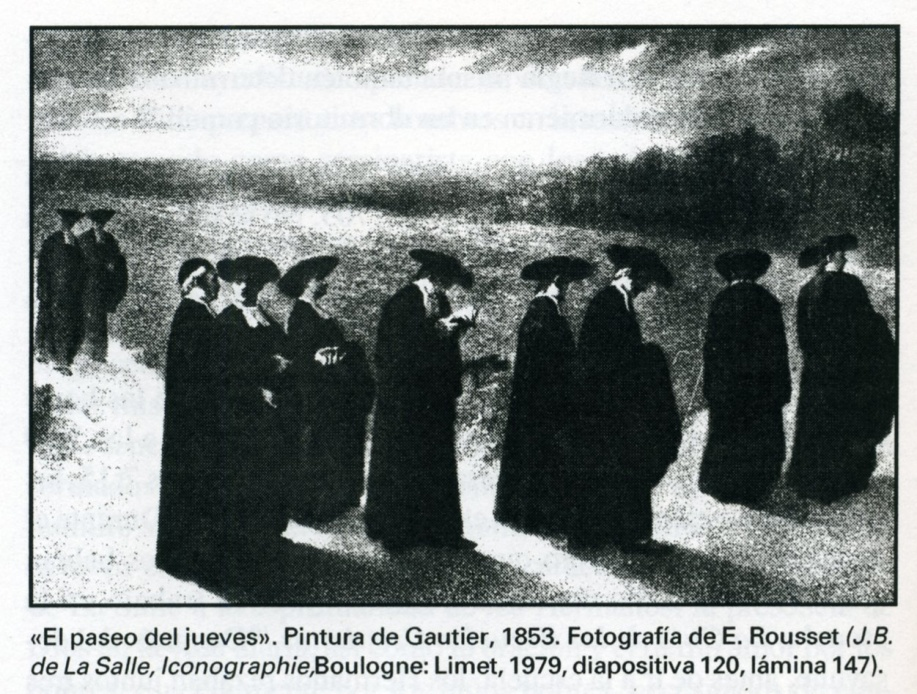 «El paseo del jueves». Pintura de Gautier, 1853. Fotografía de E. Rousset (J.B.
de La Salle, Iconographie,Boulogne: Limet, 1979, diapositiva 120, lámina 147).